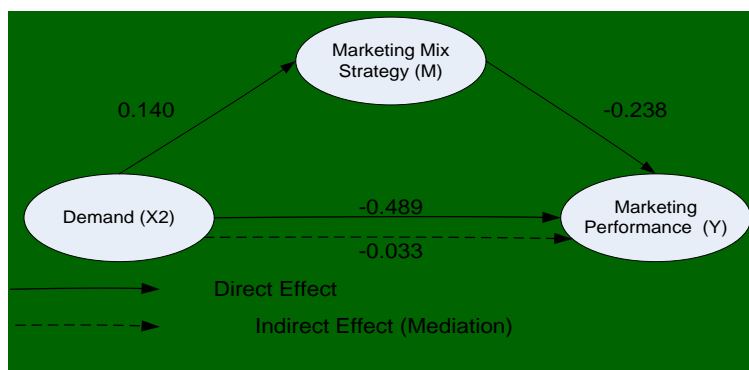 Marketing Mix
Strategy (M)
0.140
-0.238
Demand (X2)
-0.489
-0.033
Marketing
Performance (Y)
Direct Effect
Indirect Effect (Mediation)